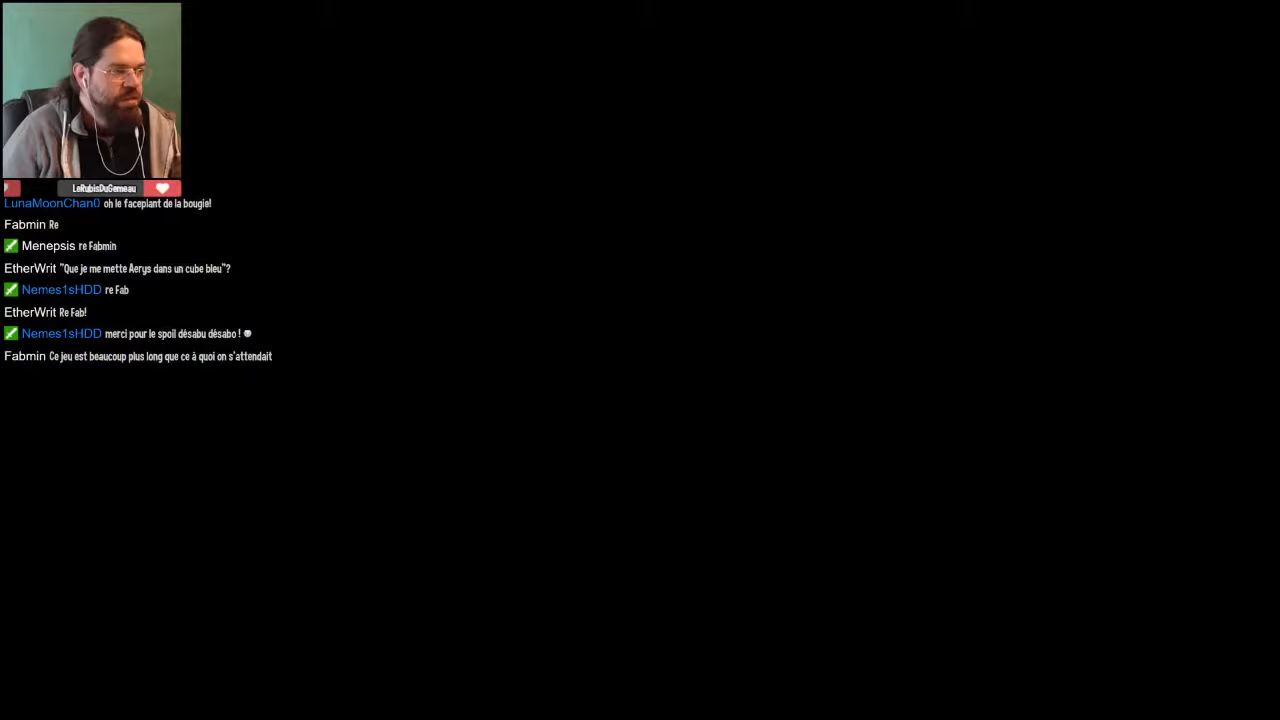 LeRubisDuGemeau
LunaMoonChan0 oh le faceplant de la bougie!
Fabmin Re
Menepsis re Fabmin
EtherWrit "Que je me mette Aerys dans un cube bleu"?
Nemes1sHDD re Fab
EtherWrit Re Fab!
Nemes1sHDD merci pour le spoil désabu désabo !
Fabmin Ce jeu est beaucoup plus long que ce à quoi on s'attendait